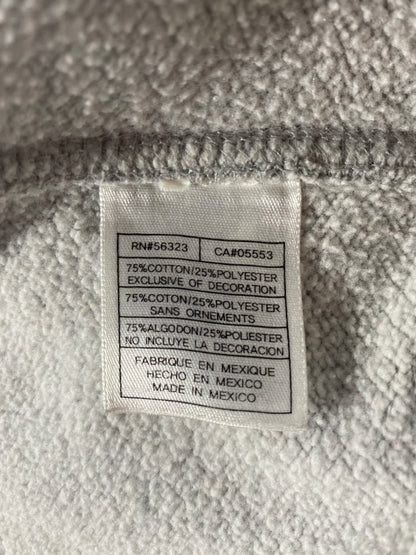 RN#56323 CA#05553
75%COTTON/25%POLYESTER
EXCLUSIVE OF DECORATION
75%COTON/25%POLYESTER
SANS ORNEMENTS
75%ALGODON/25%POLIESTER
NO INCLUYE LA DECORACION
FABRIQUE EN MEXIQUE
HECHO EN MEXICO
MADE IN MEXICO